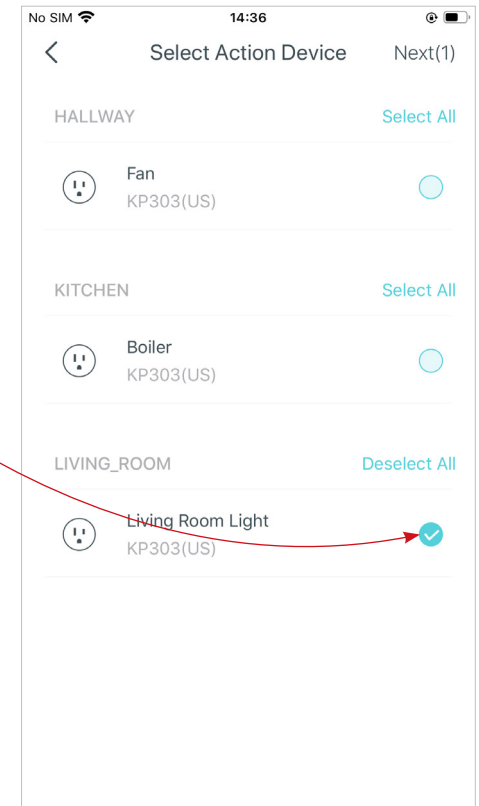 No SIM 14:36
Select Action Device Next(1)
HALLWAY Select All
Fan
KP303(US)
KITCHEN Select All
Boiler
KP303(US)
LIVING_ROOM Deselect All
Living Room Light
KP303(US)